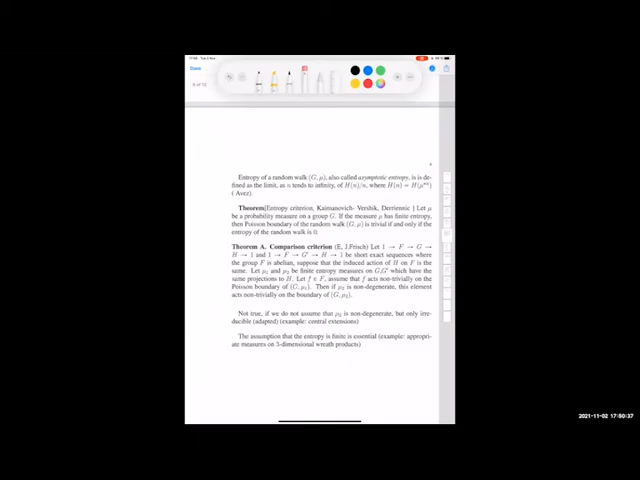 Done
5 of 13
Entropy of a random walk (G, μ), also called asymptotic entropy, is is de-
fined as the limit, as n tends to infinity, of H(n)/n, where H(n) = H(μ*ⁿ)
( Avez).
Theorem[Entropy criterion, Kaimanovich- Vershik, Derriennic ] Let μ
be a probability measure on a group G. If the measure μ has finite entropy,
then Poisson boundary of the random walk (G, μ) is trivial if and only if the
entropy of the random walk is 0.
Theorem A. Comparison criterion (E, J.Frisch) Let 1 → F → G →
H → 1 and 1 → F → G′ → H → 1 be short exact sequences where
the group F is abelian, suppose that the induced action of H on F is the
same. Let μ₁ and μ₂ be finite entropy measures on G,G′ which have the
same projections to H. Let f ∈ F, assume that f acts non-trivially on the
Poisson boundary of (G, μ₁). Then if μ₂ is non-degenerate, this element
acts non-trivially on the boundary of (G, μ₂).
Not true, if we do not assume that μ₂ is non-degenerate, but only irre-
ducible (adapted) (example: central extensions)
The assumption that the entropy is finite is essential (example: appropri-
ate measures on 3-dimensional wreath products)
2021-11-02 17:50:37